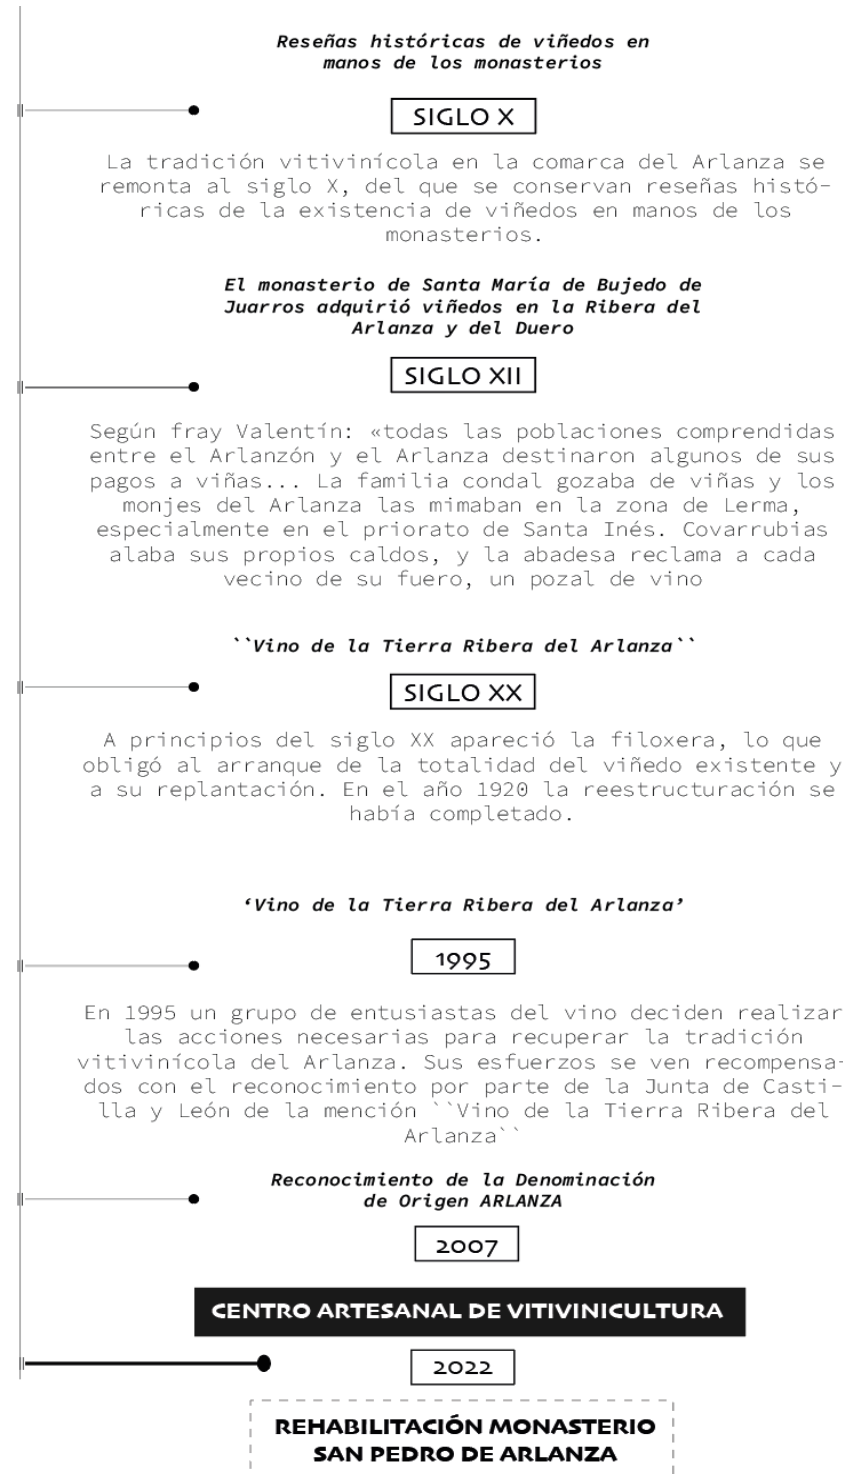 Reseñas históricas de viñedos en
manos de los monasterios
SIGLO X
La tradición vitivinícola en la comarca del Arlanza se
remonta al siglo X, del que se conservan reseñas histó-
ricas de la existencia de viñedos en manos de los
monasterios.
El monasterio de Santa María de Bujedo de
Juarros adquirió viñedos en la Ribera del
Arlanza y del Duero
SIGLO XII
Según fray Valentín: «todas las poblaciones comprendidas
entre el Arlanzón y el Arlanza destinaron algunos de sus
pagos a viñas... La familia condal gozaba de viñas y los
monjes del Arlanza las mimaban en la zona de Lerma,
especialmente en el priorato de Santa Inés. Covarrubias
alaba sus propios caldos, y la abadesa reclama a cada
vecino de su fuero, un pozal de vino
``Vino de la Tierra Ribera del Arlanza``
SIGLO XX
A principios del siglo XX apareció la filoxera, lo que
obligó al arranque de la totalidad del viñedo existente y
a su replantación. En el año 1920 la reestructuración se
había completado.
‘Vino de la Tierra Ribera del Arlanza’
1995
En 1995 un grupo de entusiastas del vino deciden realizar
las acciones necesarias para recuperar la tradición
vitivinícola del Arlanza. Sus esfuerzos se ven recompensa-
dos con el reconocimiento por parte de la Junta de Casti-
lla y León de la mención ``Vino de la Tierra Ribera del
Arlanza``
Reconocimiento de la Denominación
de Origen ARLANZA
2007
CENTRO ARTESANAL DE VITIVINICULTURA
2022
REHABILITACIÓN MONASTERIO
SAN PEDRO DE ARLANZA